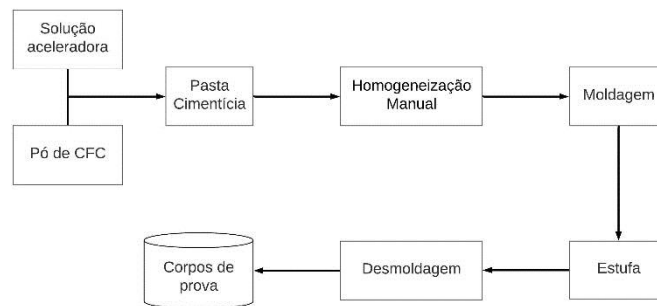 Solução
aceleradora
Pó de CFC
Pasta
Cimentícia
Homogeneização
Manual
Moldagem
Estufa
Desmoldagem
Corpos de
prova